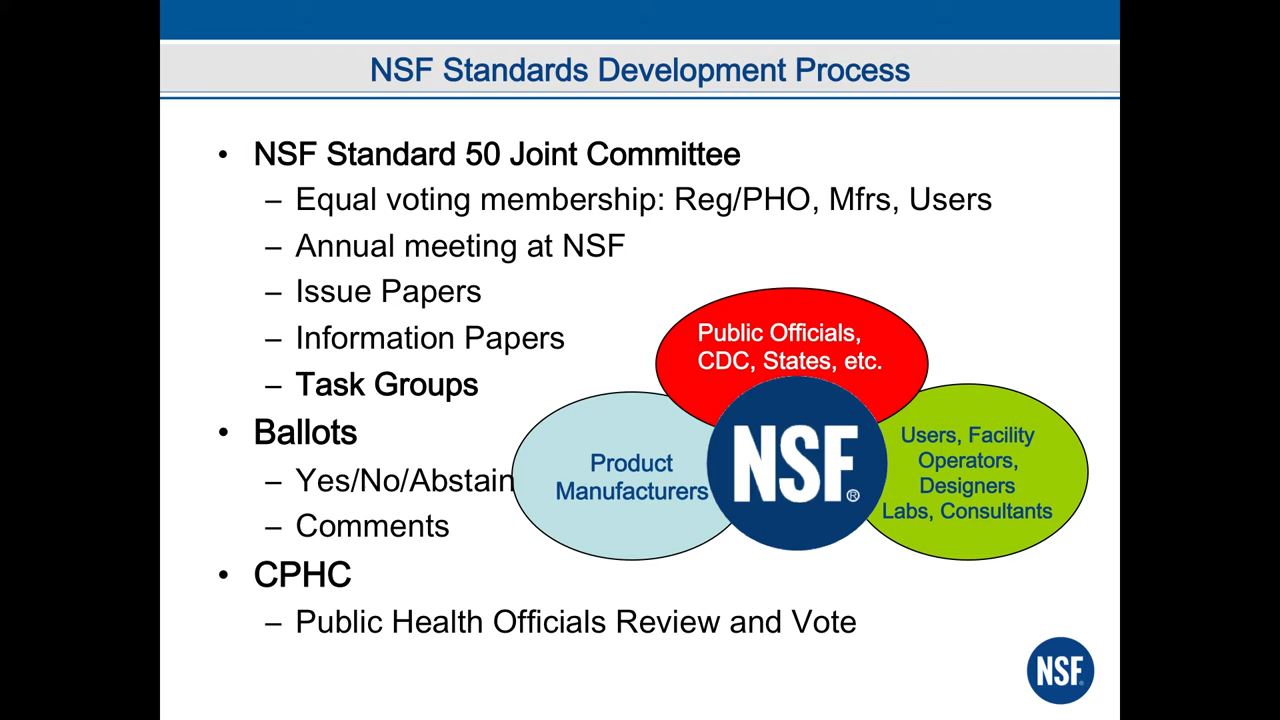 NSF Standards Development Process
• NSF Standard 50 Joint Committee
– Equal voting membership: Reg/PHO, Mfrs, Users
– Annual meeting at NSF
– Issue Papers
– Information Papers
– Task Groups
• Ballots
– Yes/No/Abstain
– Comments
• CPHC
– Public Health Officials Review and Vote
Public Officials,
CDC, States, etc.
Product
Manufacturers
NSF®
Users, Facility
Operators,
Designers
Labs, Consultants
NSF